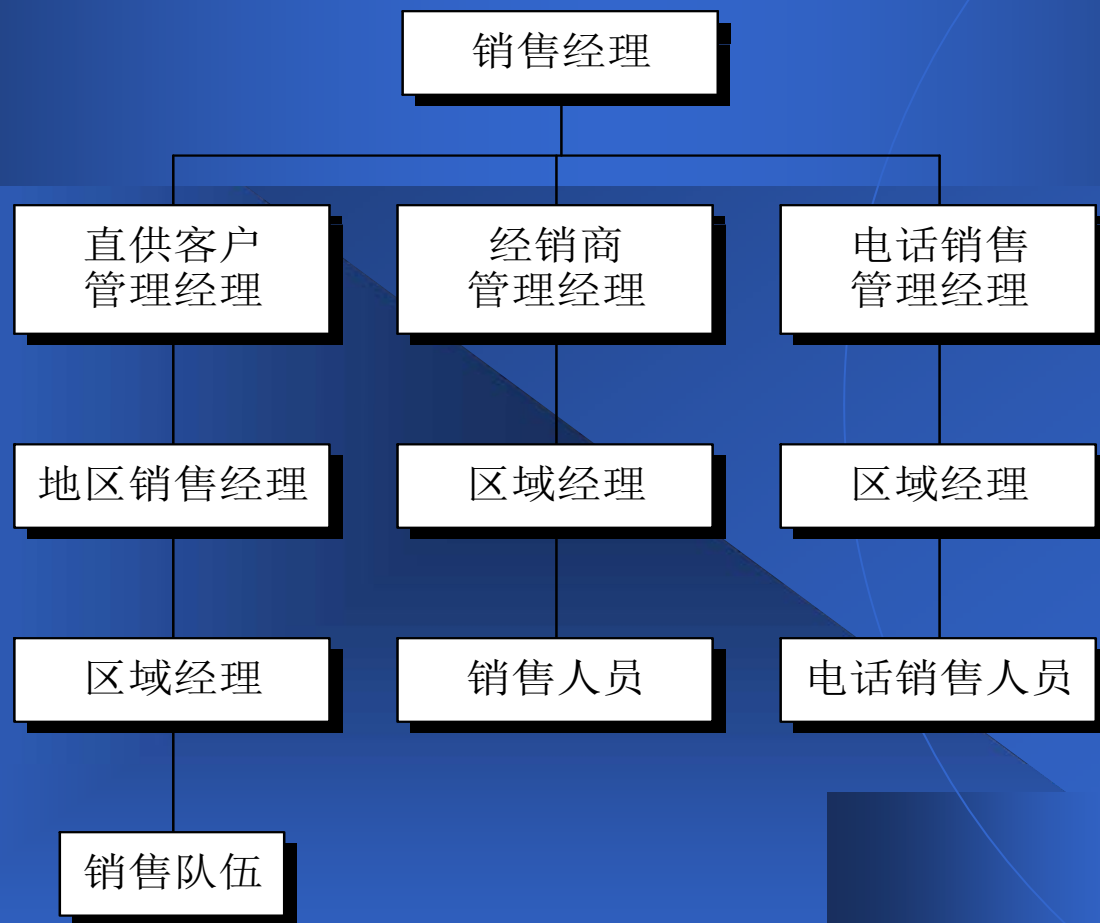 销售经理
直供客户
管理经理
经销商
管理经理
电话销售
管理经理
地区销售经理
区域经理
区域经理
区域经理
销售人员
电话销售人员
销售队伍